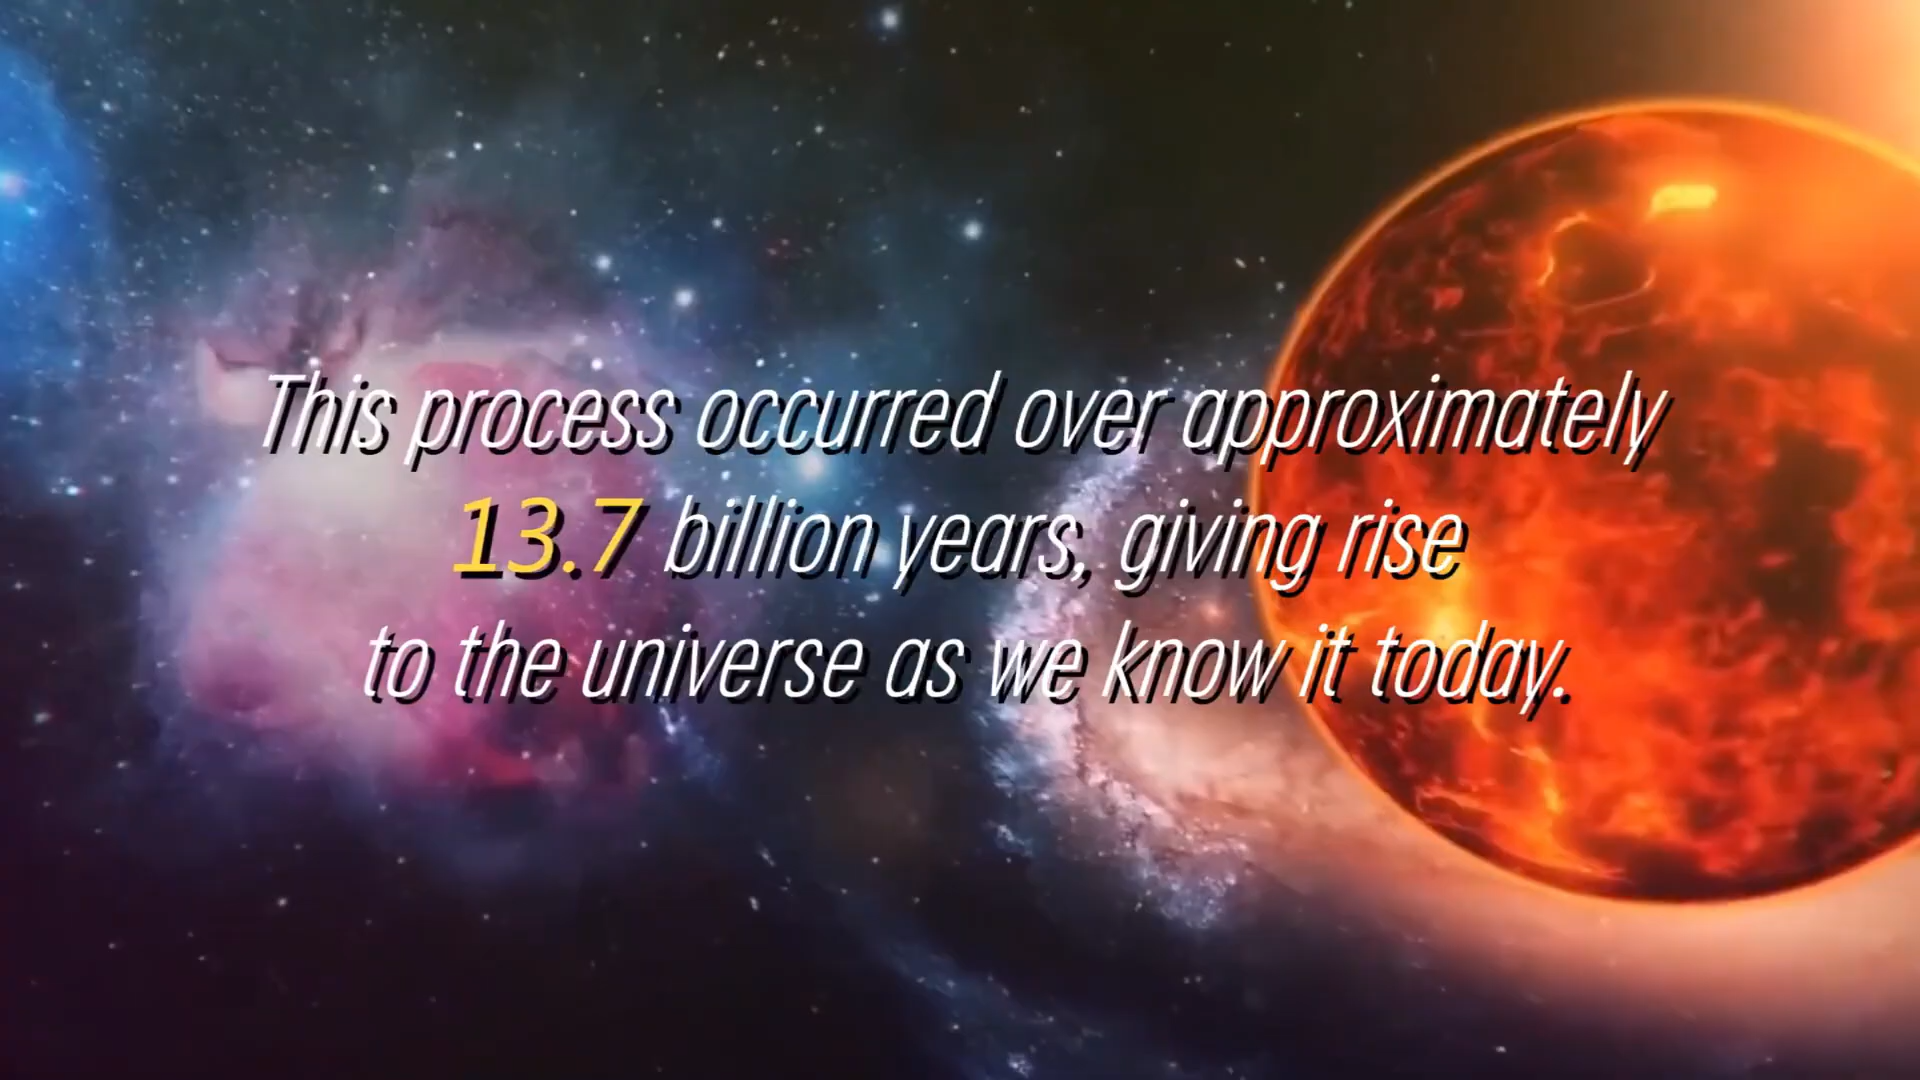 This process occurred over approximately
13.7 billion years, giving rise
to the universe as we know it today.